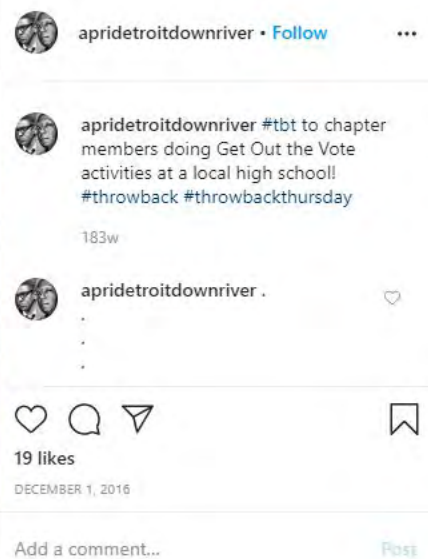 apridetroitdownriver • Follow
apridetroitdownriver #tbt to chapter
members doing Get Out the Vote
activities at a local high school!
#throwback #throwbackthursday
183w
apridetroitdownriver .
.
.
.
19 likes
DECEMBER 1, 2016
Add a comment...
Post